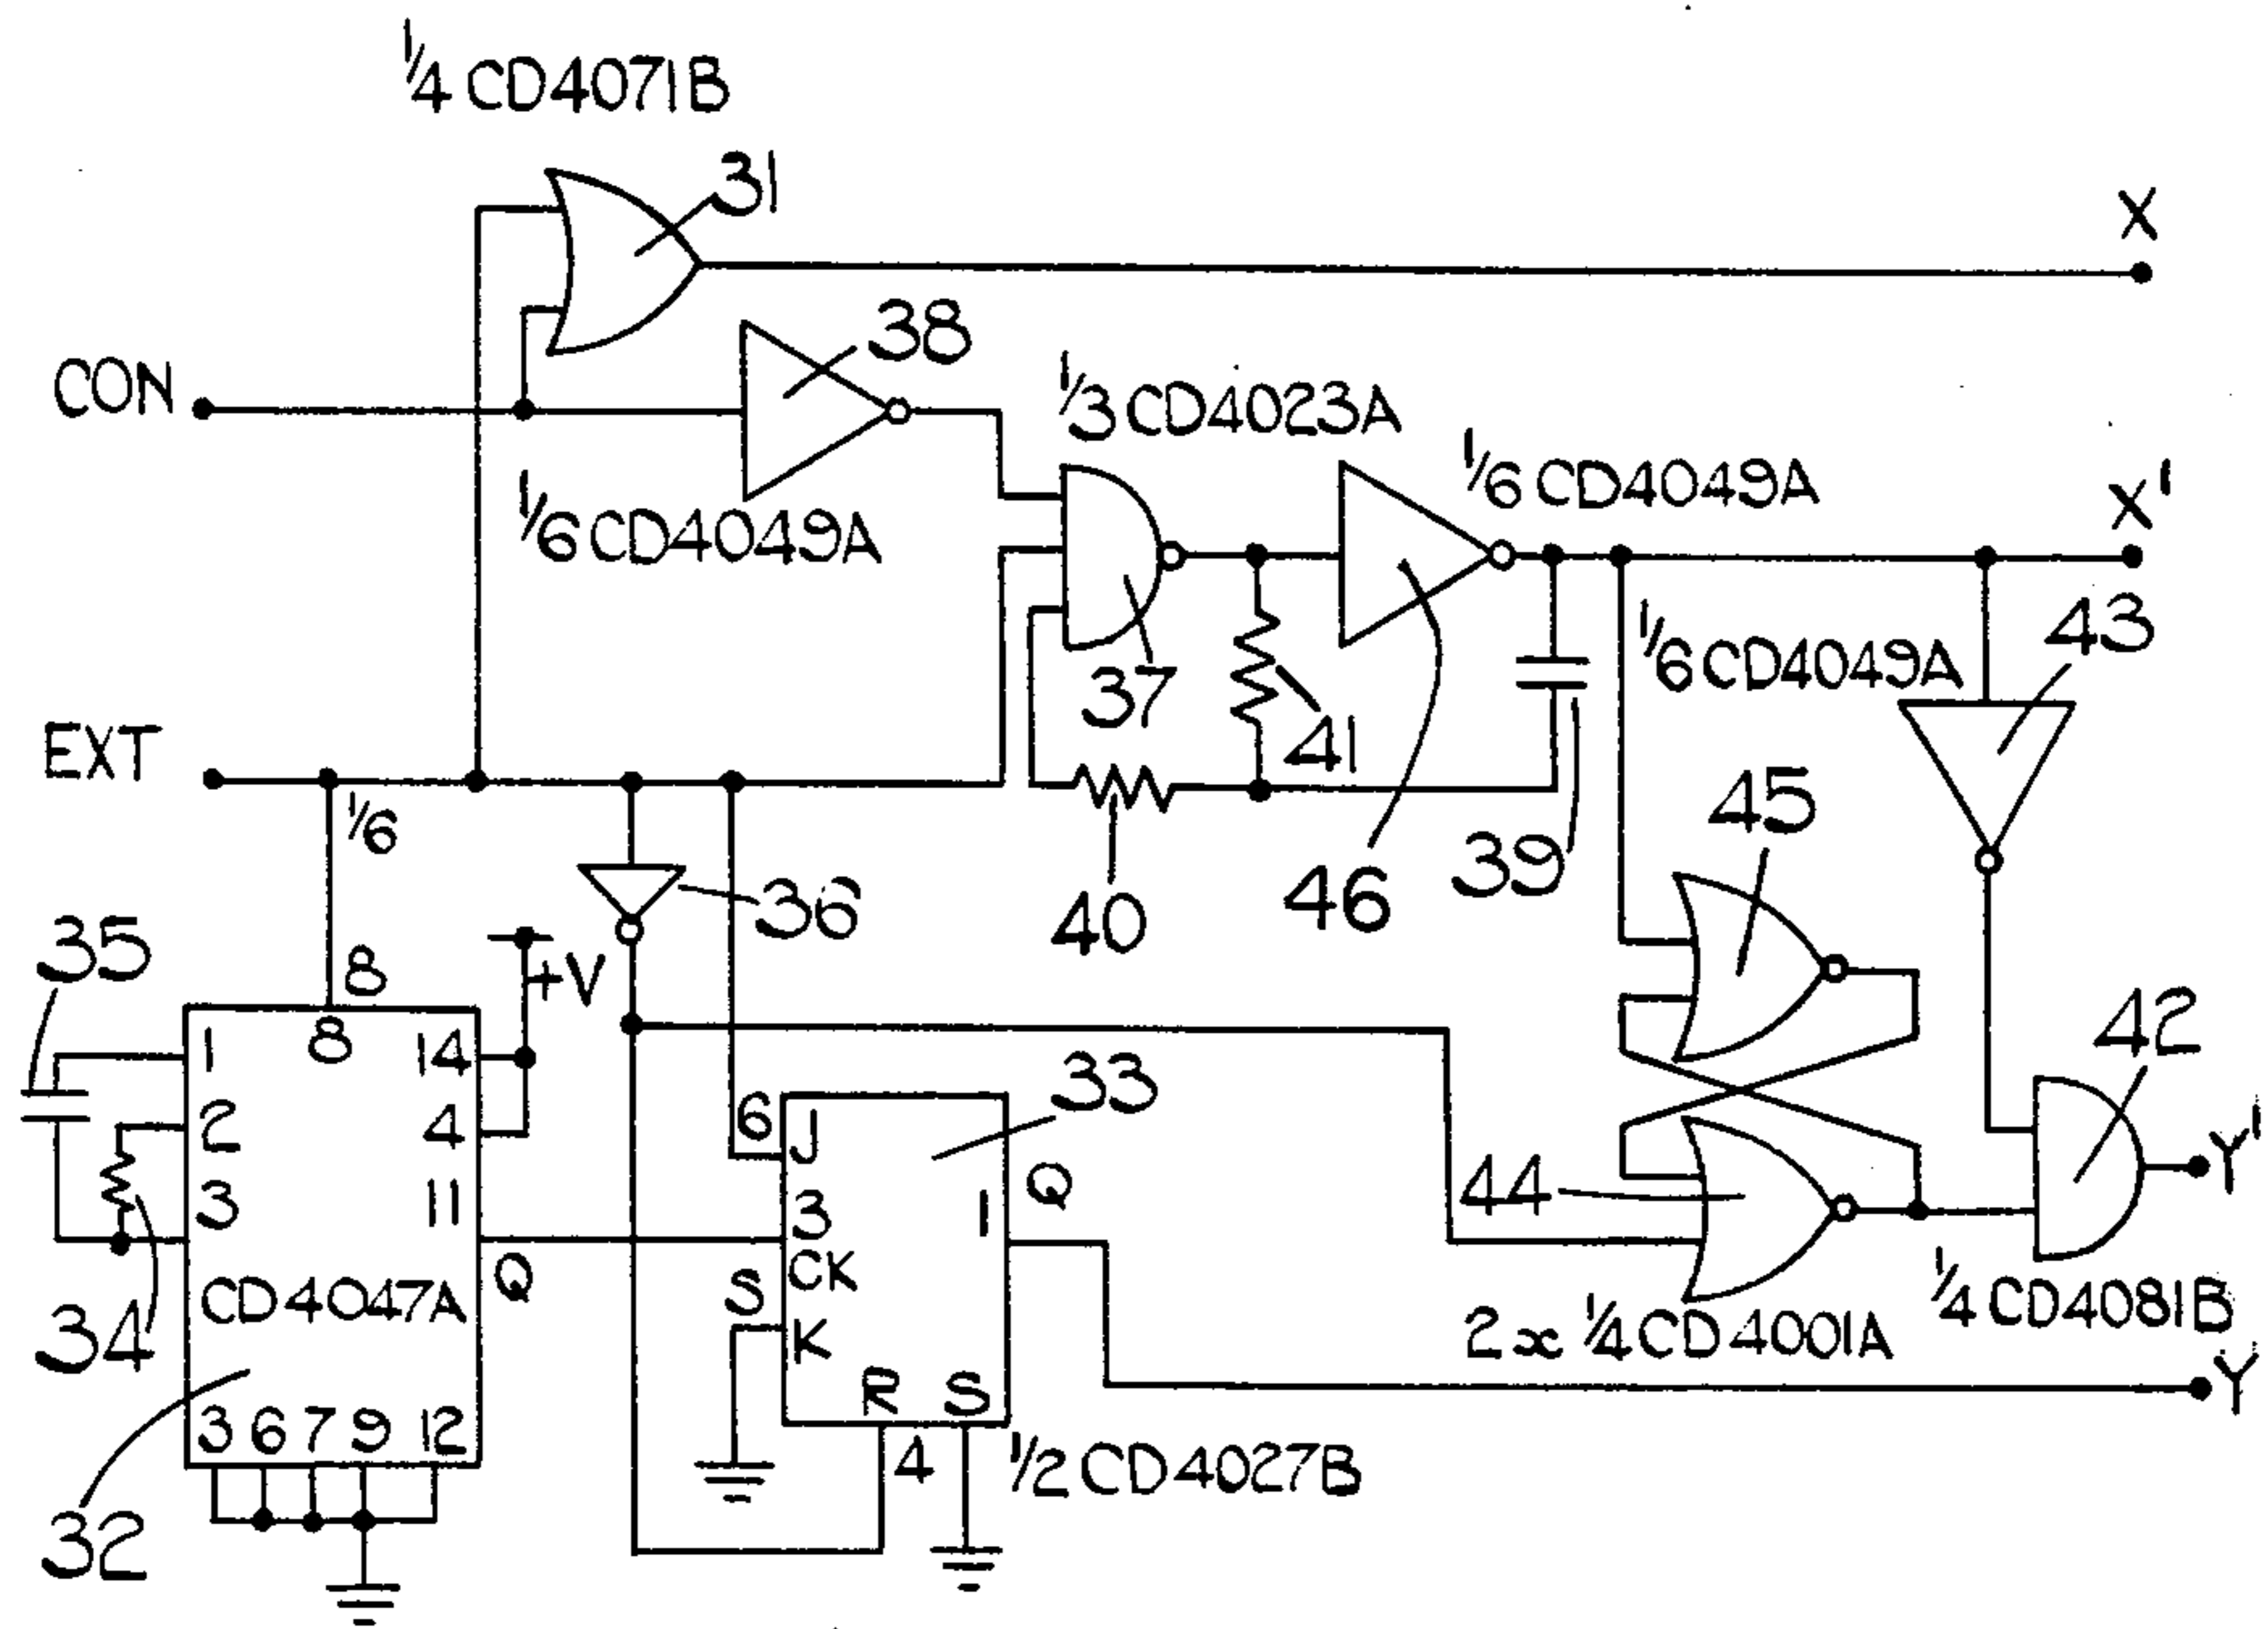 1/4 CD4071B
31
X
38
CON
1/3 CD4023A
1/6 CD4049A
X'
1/6 CD4049A
1/6 CD4049A
43
37
41
EXT
45
1/6
36
46
39
40
35
+V
8
8
1
14
42
33
2
4
6
J
Y'
3
11
3
1
Q
44
CK
Q
S
CD4047A
34
K
2 x 1/4 CD4001A
1/4 CD4081B
R
S
Y
3 6 7 9 12
4
1/2 CD4027B
32